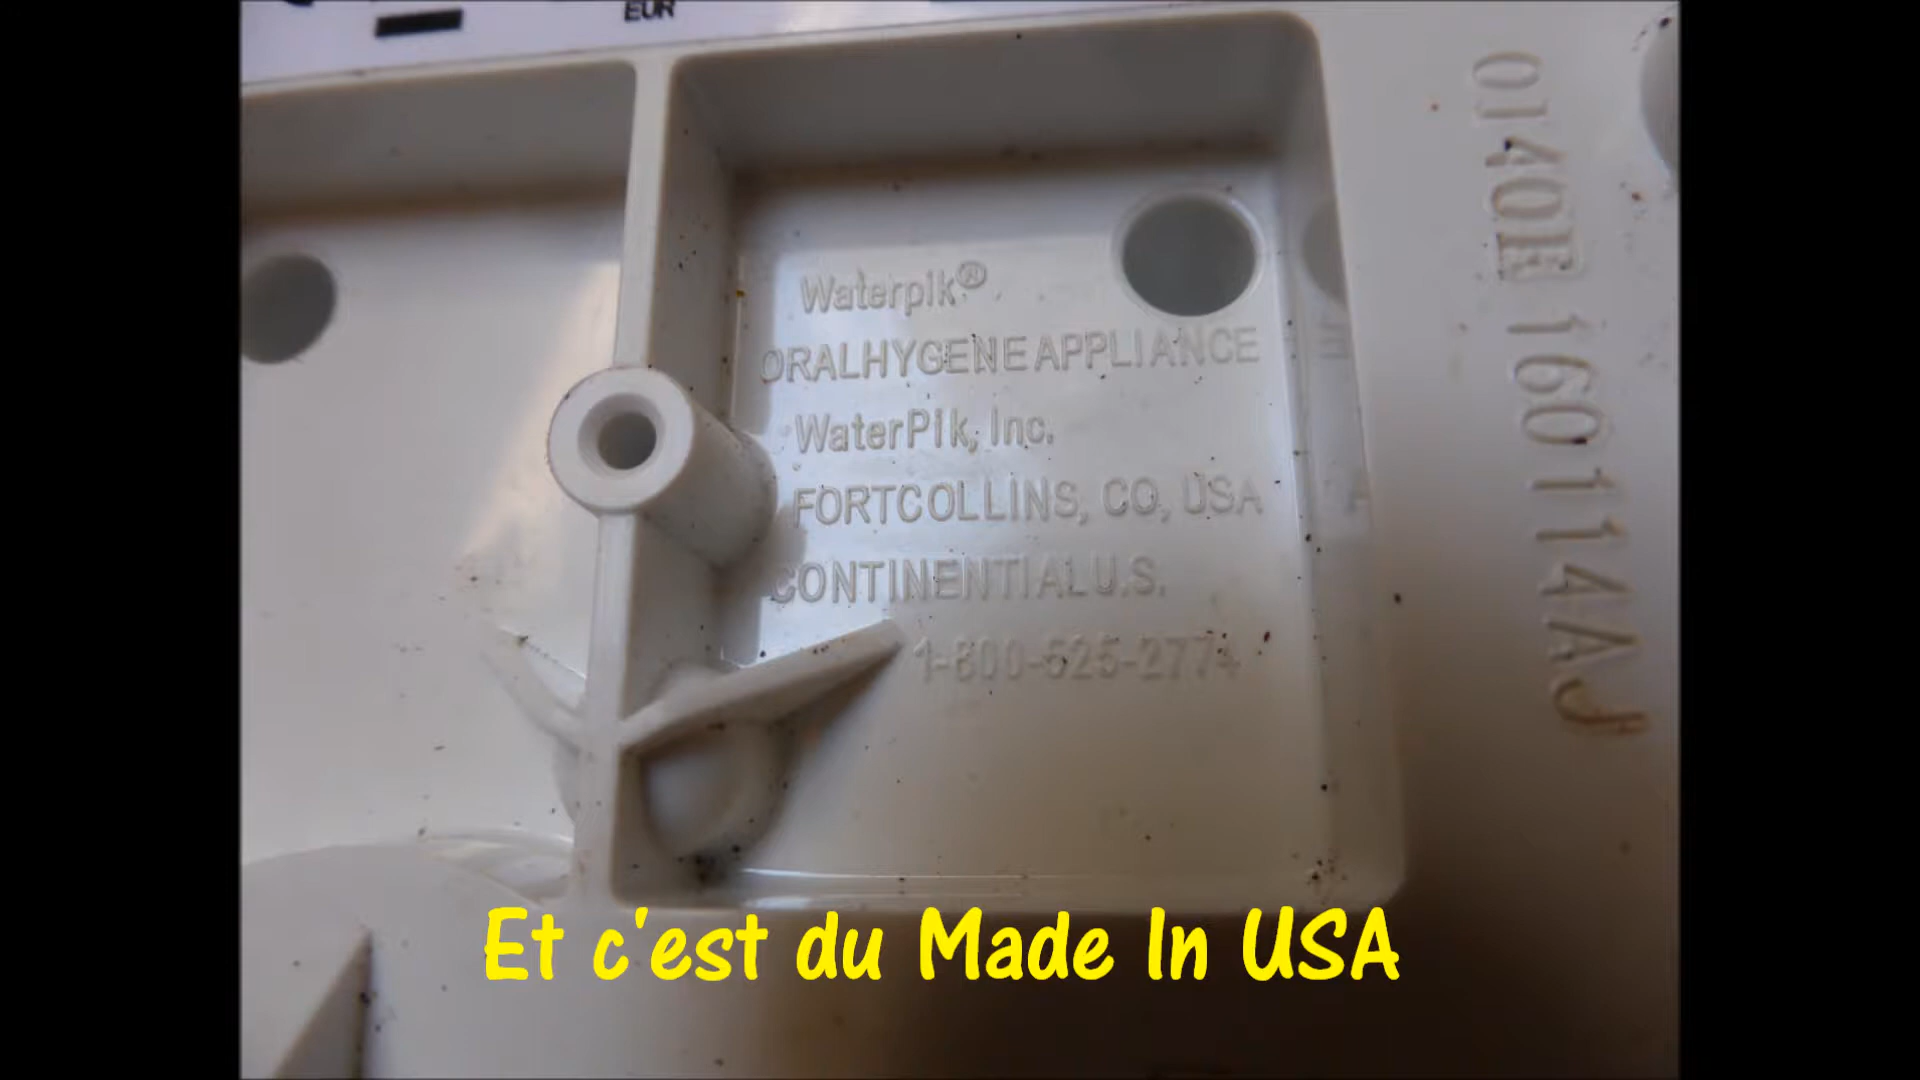 EUR
Waterpik®
ORALHYGENEAPPLIANCE
WaterPik, Inc.
FORTCOLLINS, CO, USA
CONTINENTIALU.S.
1-800-525-2774
0140E 160114AJ
Et c'est du Made In USA